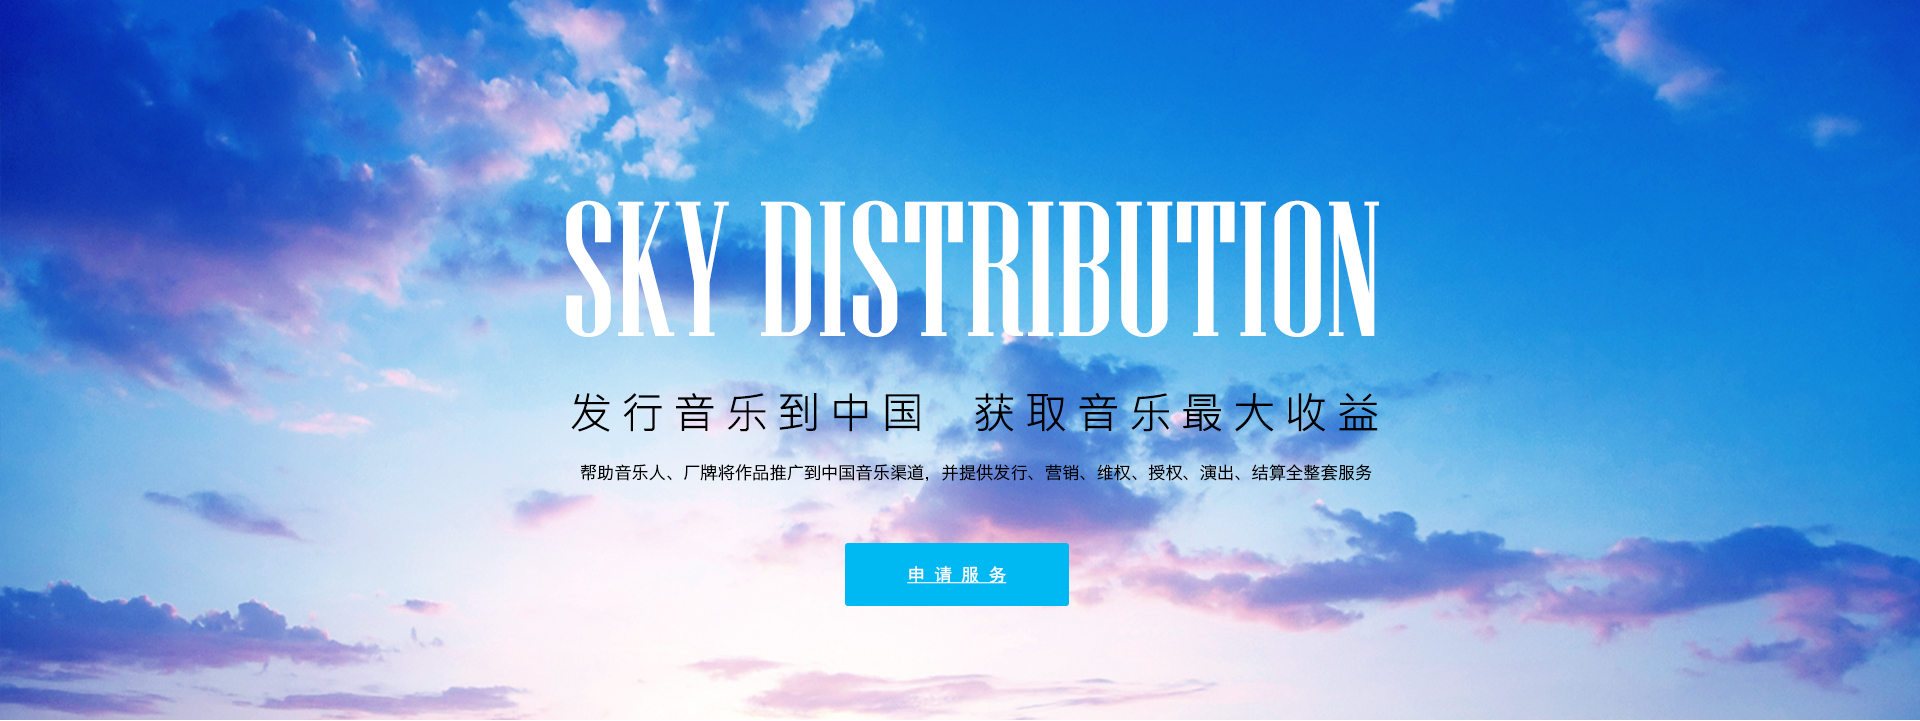 SKY DISTRIBUTION
发行音乐到中国 获取音乐最大收益
帮助音乐人、厂牌将作品推广到中国音乐渠道，并提供发行、营销、维权、授权、演出、结算全整套服务
申请服务